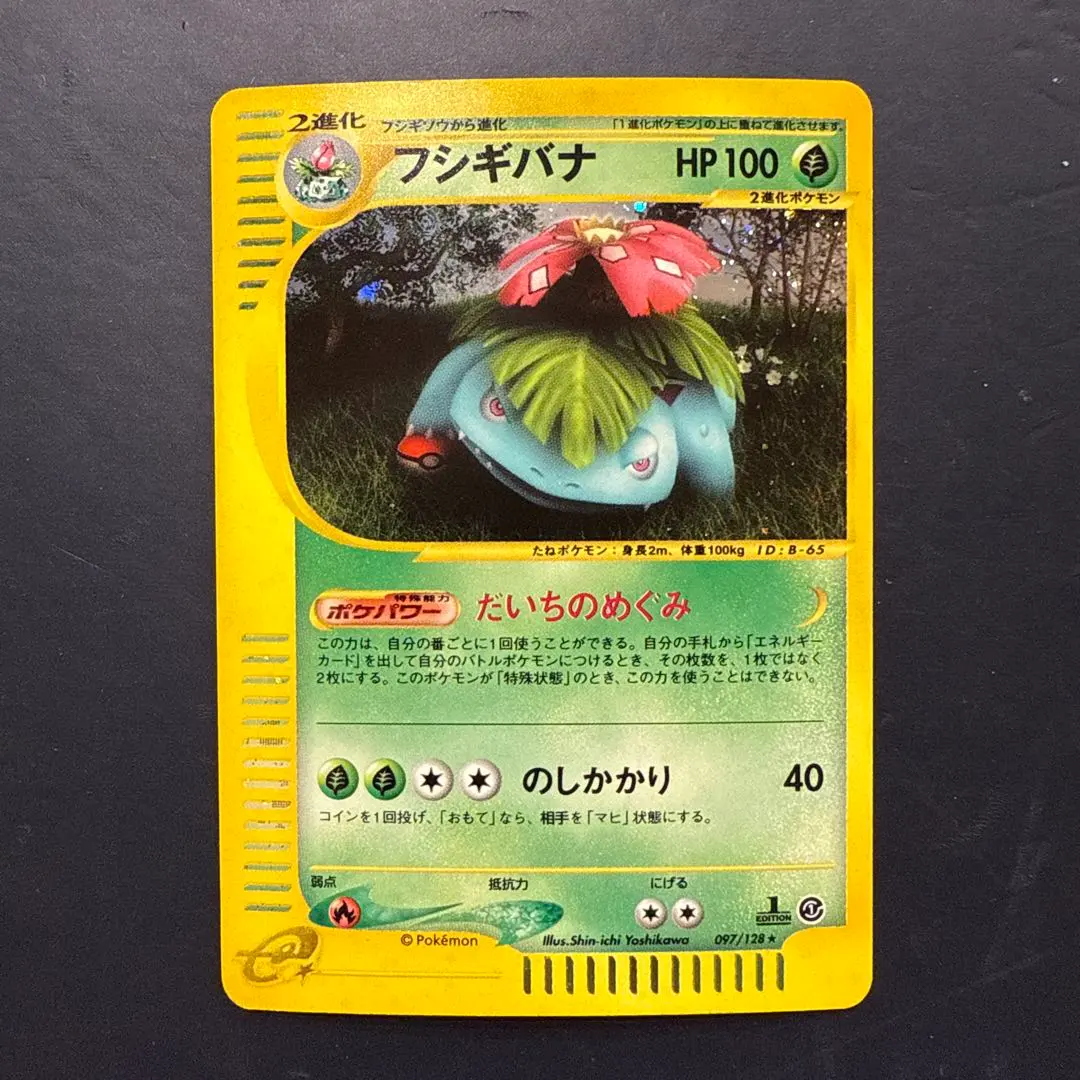 2進化 フシギソウから進化 「1進化ポケモン」の上に重ねて進化させます。
フシギバナ HP 100
2進化ポケモン
たねポケモン:身長2m、体重100kg ID:B-65
特殊能力
ポケパワー だいちのめぐみ
この力は、自分の番ごとに1回使うことができる。自分の手札から「エネルギー
カード」を出して自分のバトルポケモンにつけるとき、その枚数を、1枚ではなく
2枚にする。このポケモンが「特殊状態」のとき、この力を使うことはできない。
のしかかり 40
コインを1回投げ、「おもて」なら、相手を「マヒ」状態にする。
弱点 抵抗力 にげる
1 EDITION
© Pokémon Illus.Shin-ichi Yoshikawa 097/128★
e